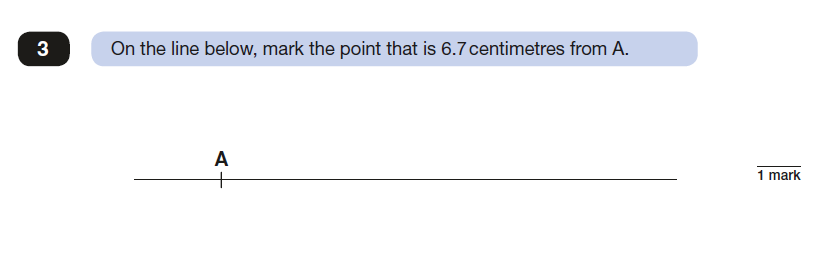 3 On the line below, mark the point that is 6.7 centimetres from A.
A
1 mark